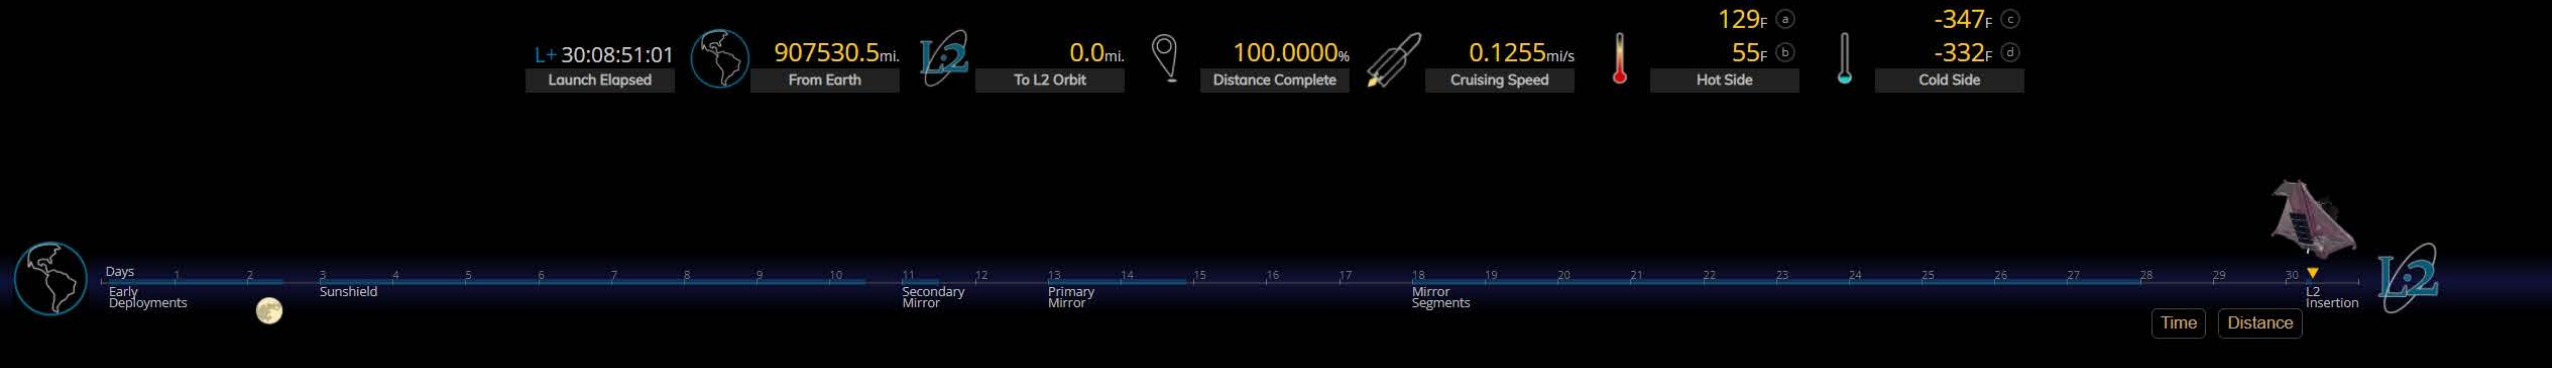 129F a
-347F c
L+ 30:08:51:01
907530.5mi.
L2
0.0mi.
100.0000%
0.1255mi/s
55F b
-332F d
Launch Elapsed
From Earth
To L2 Orbit
Distance Complete
Cruising Speed
Hot Side
Cold Side
Days
1 2 3 4 5 6 7 8 9 10 11 12 13 14 15 16 17 18 19 20 21 22 23 24 25 26 27 28 29 30
L2
Early
Deployments
Sunshield
Secondary
Mirror
Primary
Mirror
Mirror
Segments
L2
Insertion
Time
Distance